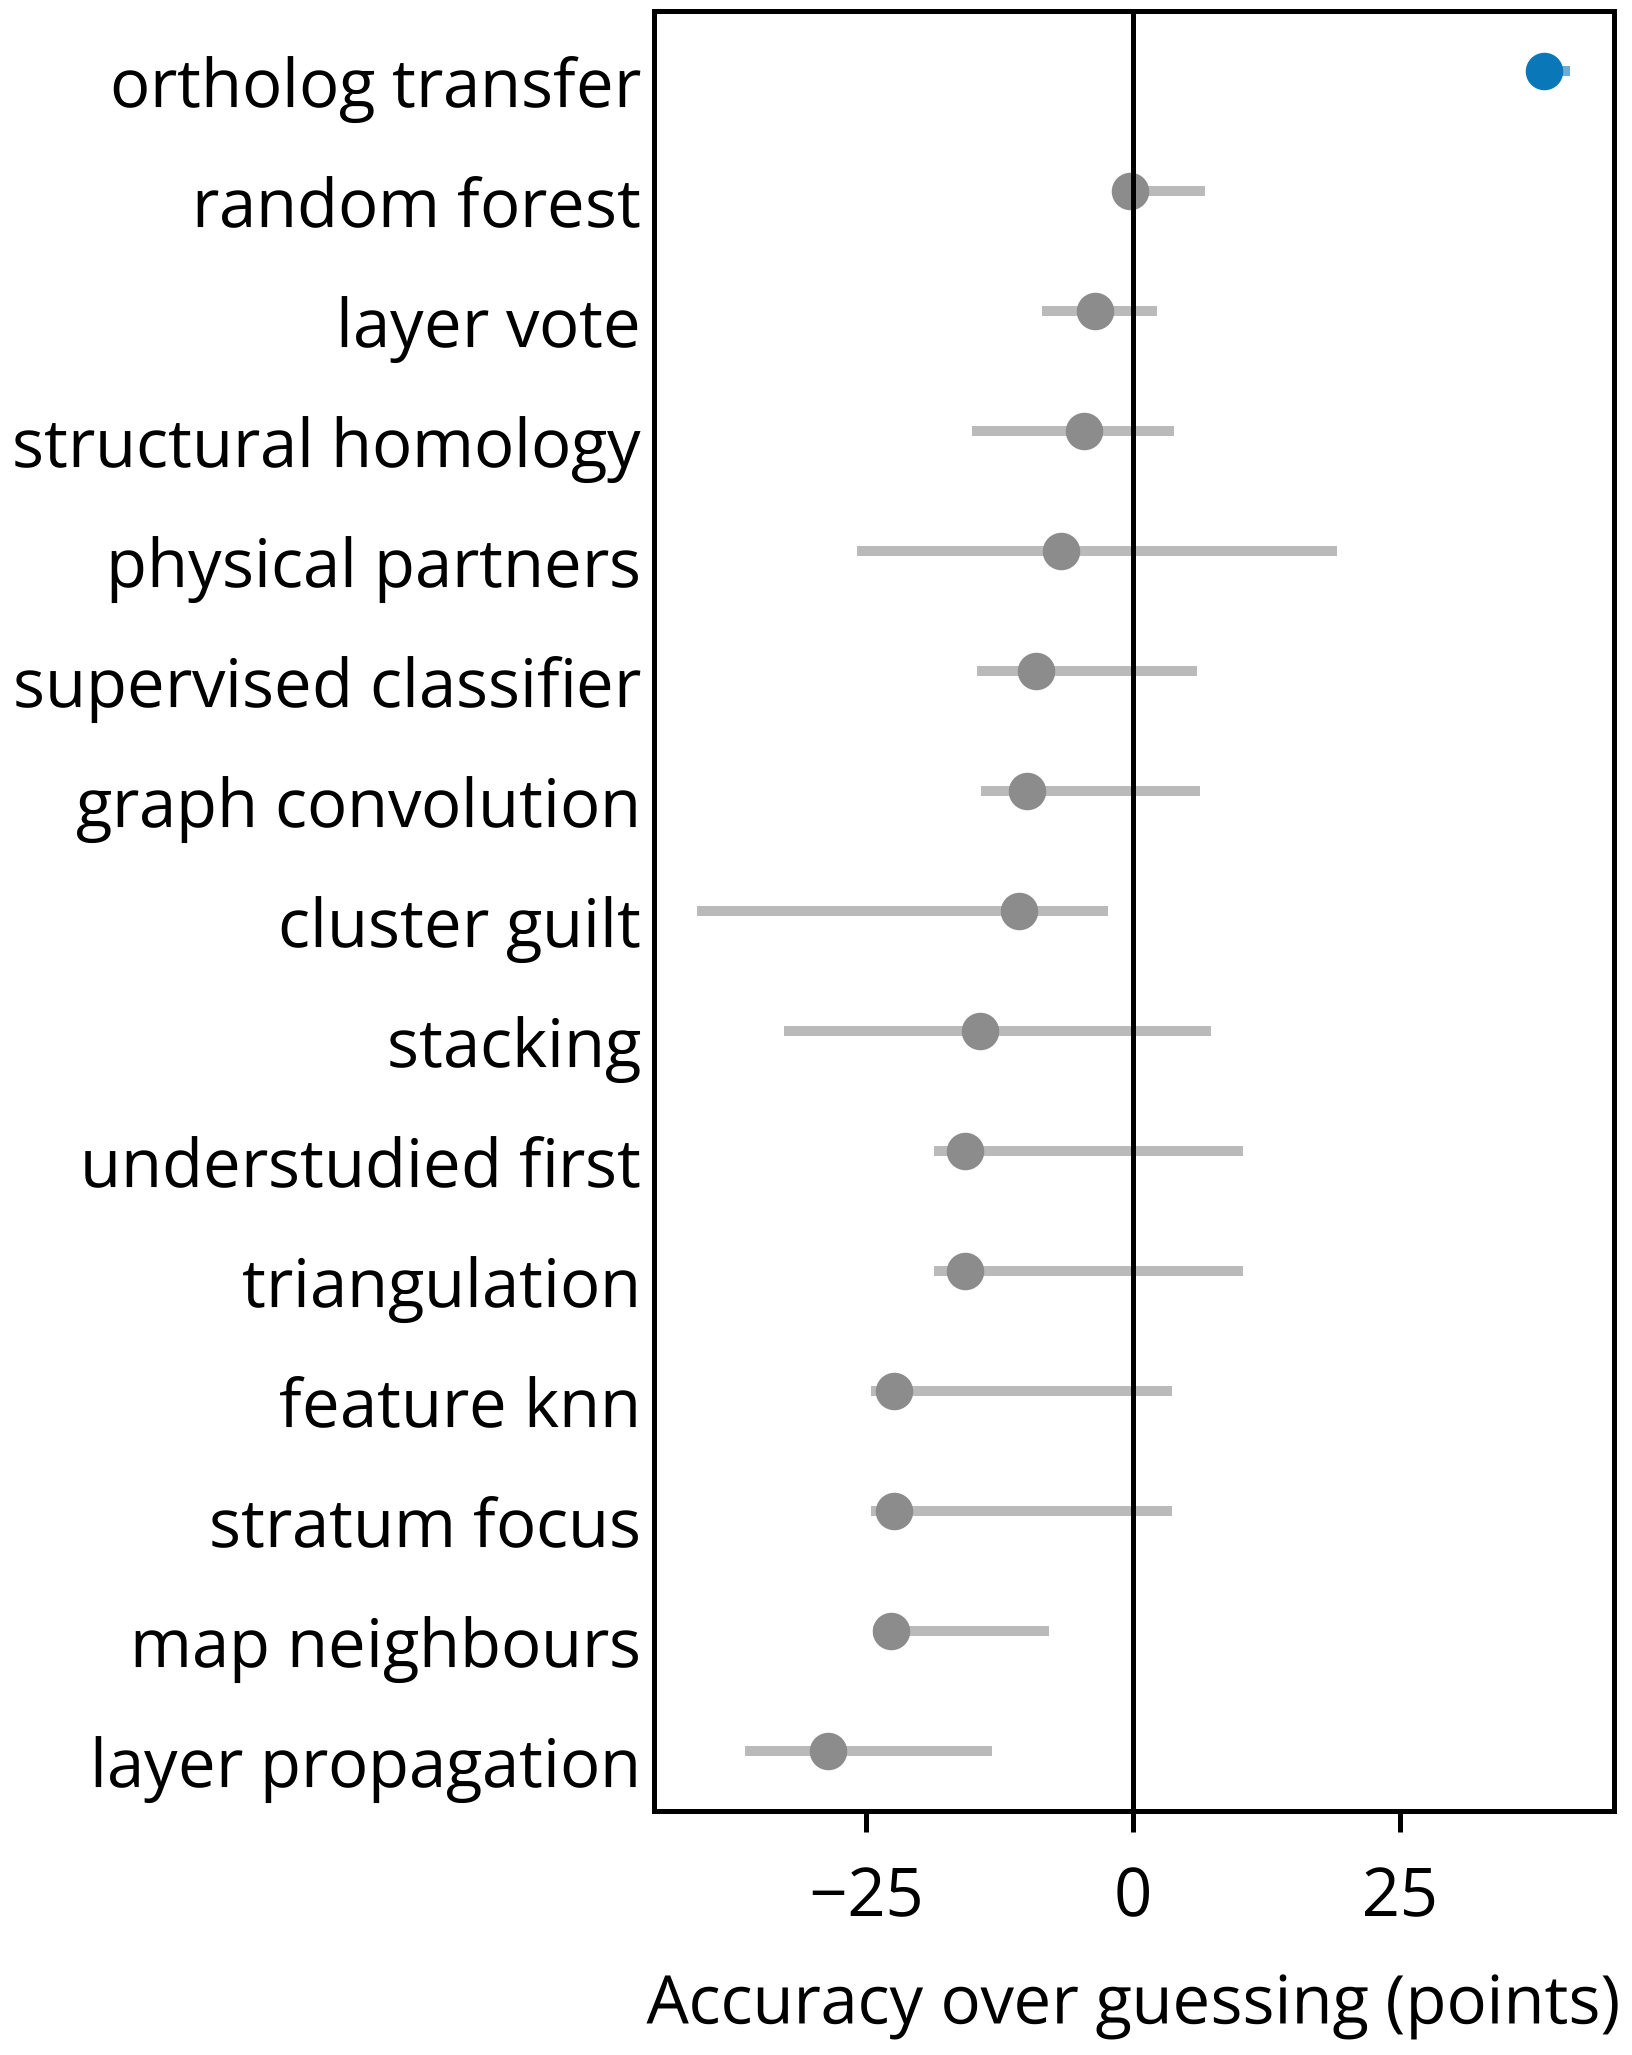 ortholog transfer
random forest
layer vote
structural homology
physical partners
supervised classifier
graph convolution
cluster guilt
stacking
understudied first
triangulation
feature knn
stratum focus
map neighbours
layer propagation
−25 0 25
Accuracy over guessing (points)